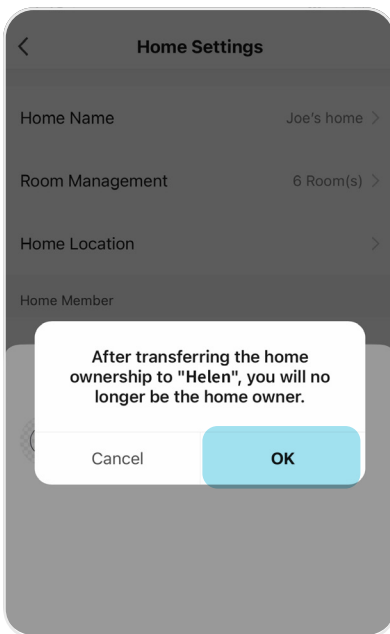 Home Settings
Home Name
Joe's home
Room Management
6 Room(s)
Home Location
Home Member
After transferring the home
ownership to "Helen", you will no
longer be the home owner.
Cancel
OK